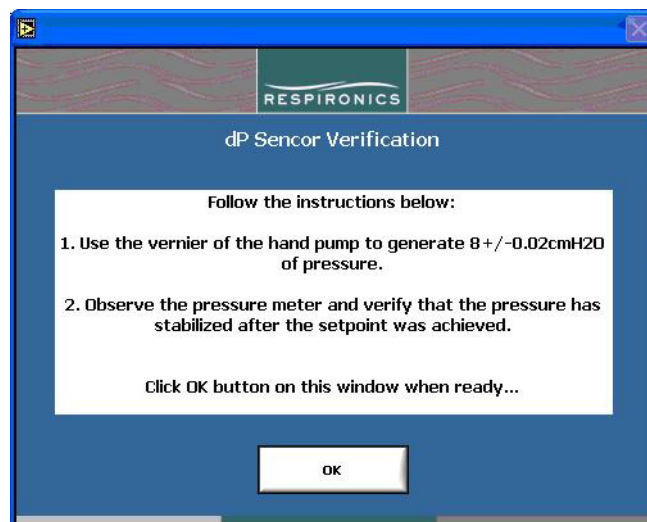 RESPIRONICS
dP Sencor Verification
Follow the instructions below:
1. Use the vernier of the hand pump to generate 8+/-0.02cmH2O
of pressure.
2. Observe the pressure meter and verify that the pressure has
stabilized after the setpoint was achieved.
Click OK button on this window when ready...
OK